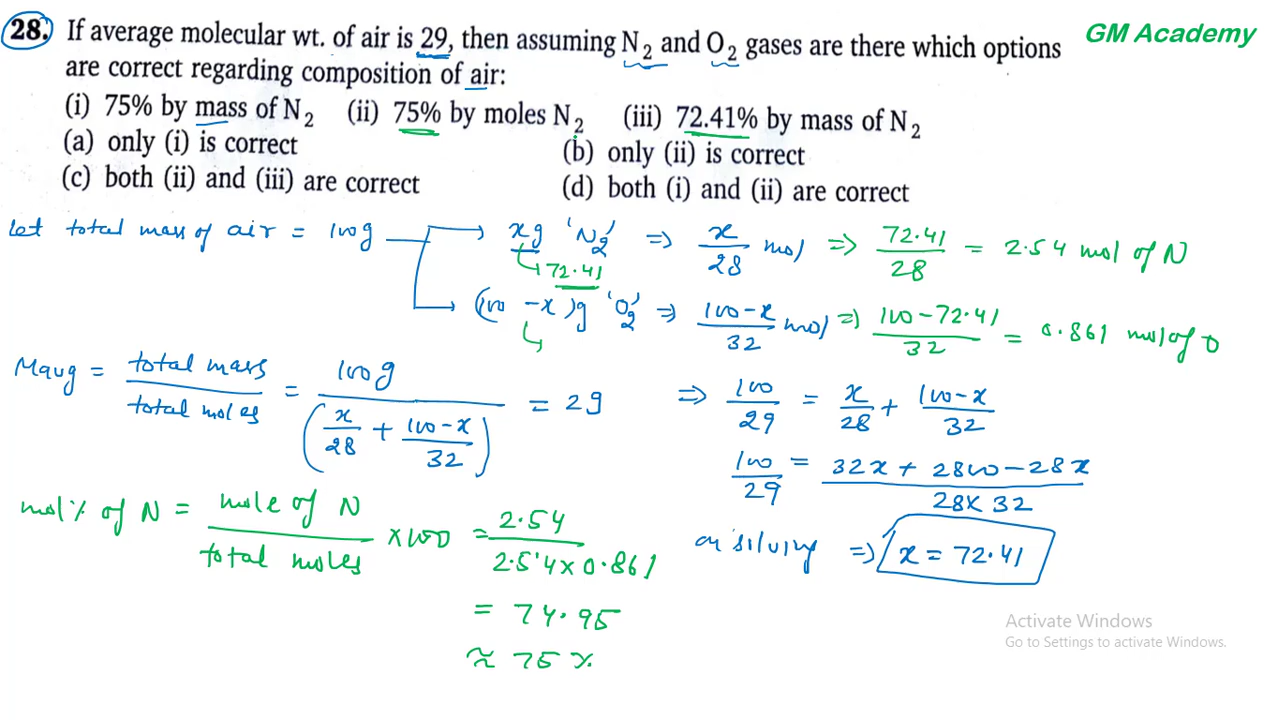 28. If average molecular wt. of air is 29, then assuming N₂ and O₂ gases are there which options
GM Academy
are correct regarding composition of air:
(i) 75% by mass of N₂ (ii) 75% by moles N₂ (iii) 72.41% by mass of N₂
(a) only (i) is correct (b) only (ii) is correct
(c) both (ii) and (iii) are correct (d) both (i) and (ii) are correct
let total mass of air = 100g → xg 'N₂' ⇒ x/28 mol ⇒ 72.41/28 = 2.54 mol of N
72.41
(100 - x)g 'O₂' ⇒ 100-x/32 mol ⇒ 100-72.41/32 = 0.861 mol of O
Mavg = total mass/total moles = 100g/(x/28 + 100-x/32) = 29 ⇒ 100/29 = x/28 + 100-x/32
100/29 = 32x + 2800 - 28x/28×32
mol% of N = mole of N/total moles ×100 = 2.54/2.54×0.861
on solving ⇒ x = 72.41
= 74.95
≈ 75%
Activate Windows
Go to Settings to activate Windows.